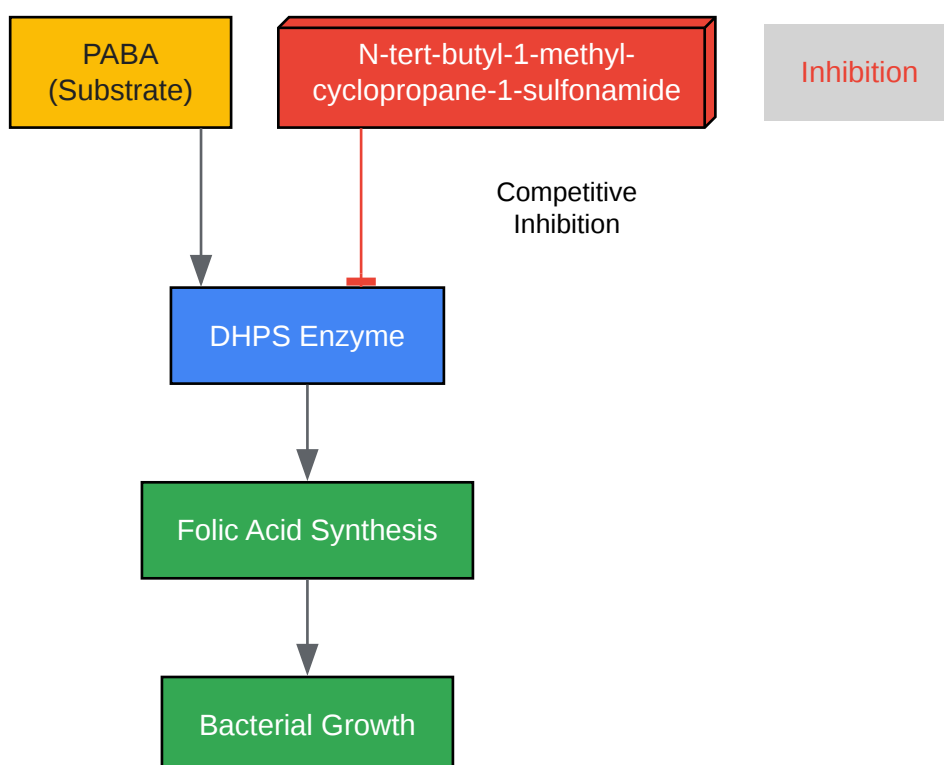 PABA
(Substrate)
N-tert-butyl-1-methyl-
cyclopropane-1-sulfonamide
Inhibition
Competitive
Inhibition
DHPS Enzyme
Folic Acid Synthesis
Bacterial Growth